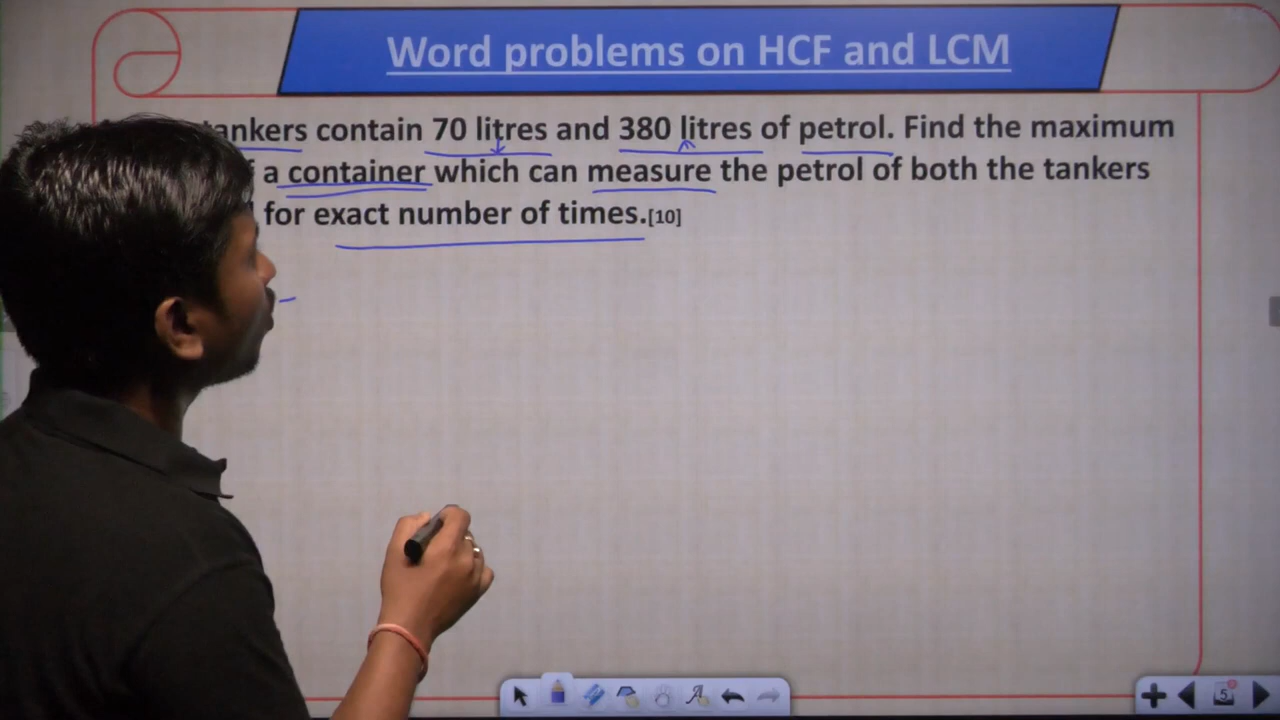 Word problems on HCF and LCM
tankers contain 70 litres and 380 litres of petrol. Find the maximum
a container which can measure the petrol of both the tankers
for exact number of times.[10]
5